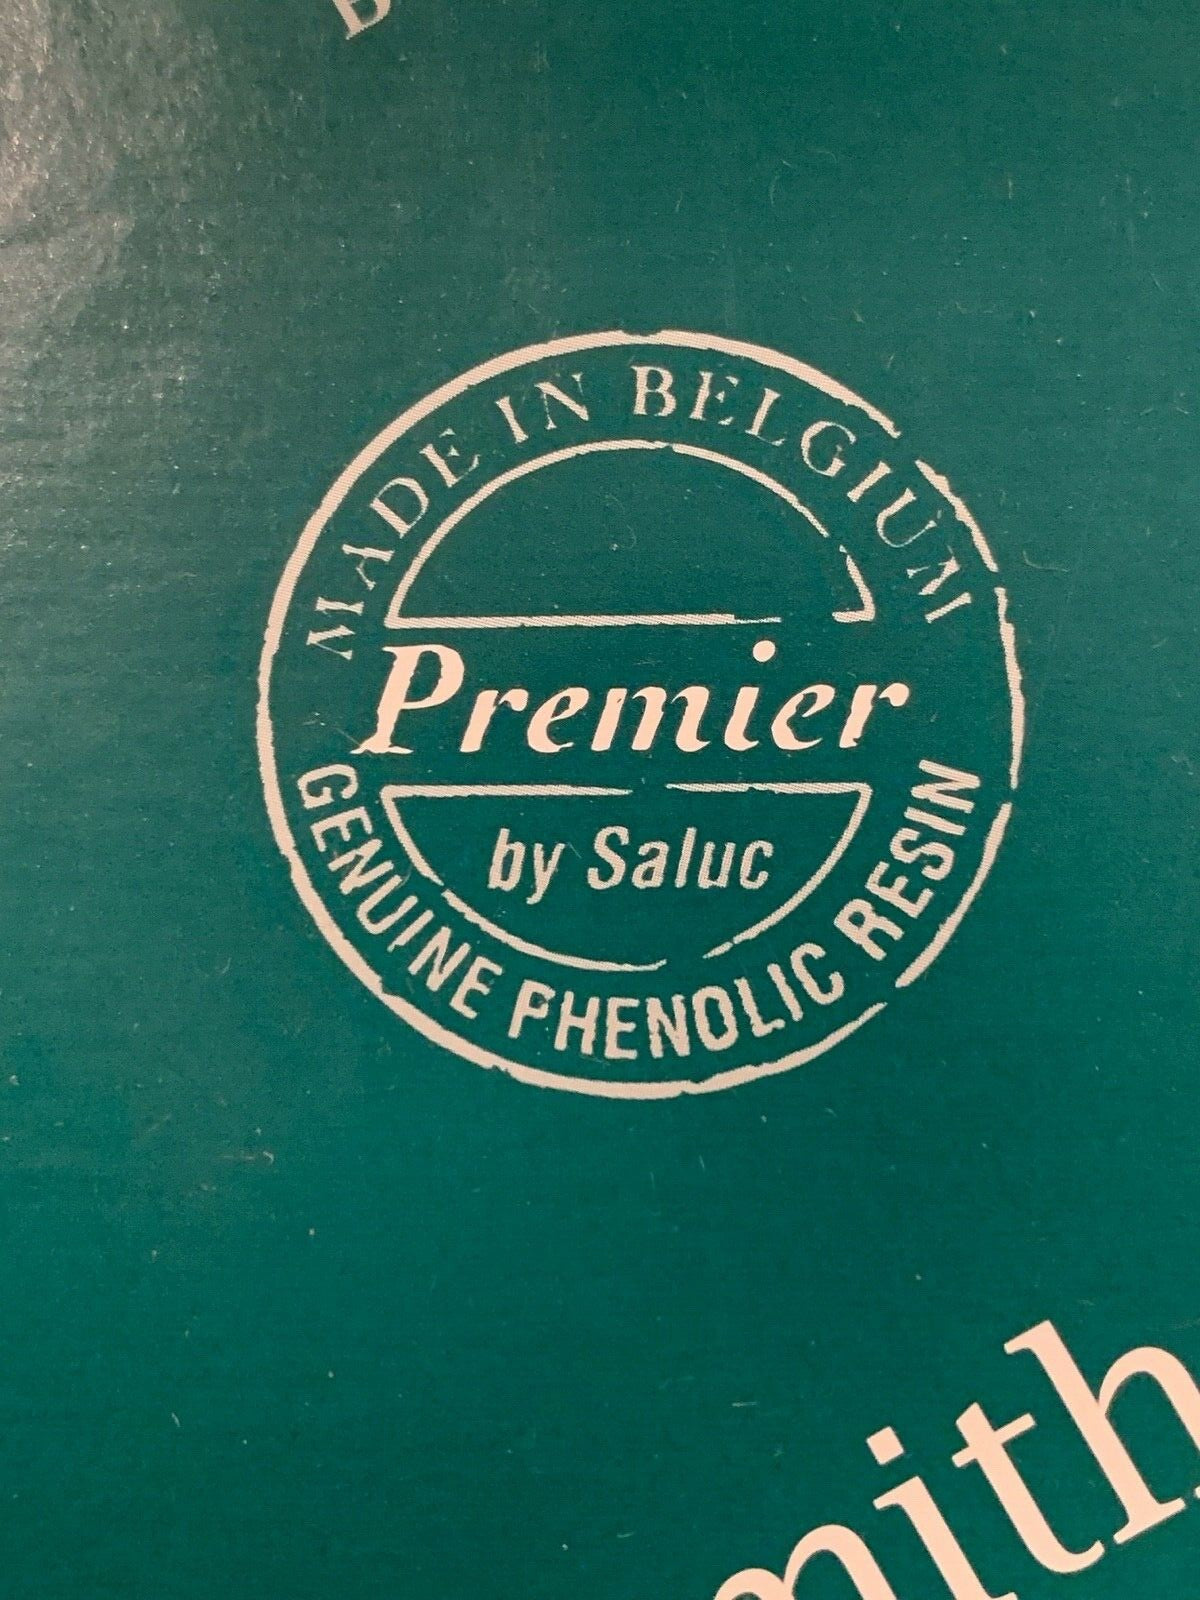 MADE IN BELGIUM
Premier
by Saluc
GENUINE PHENOLIC RESIN